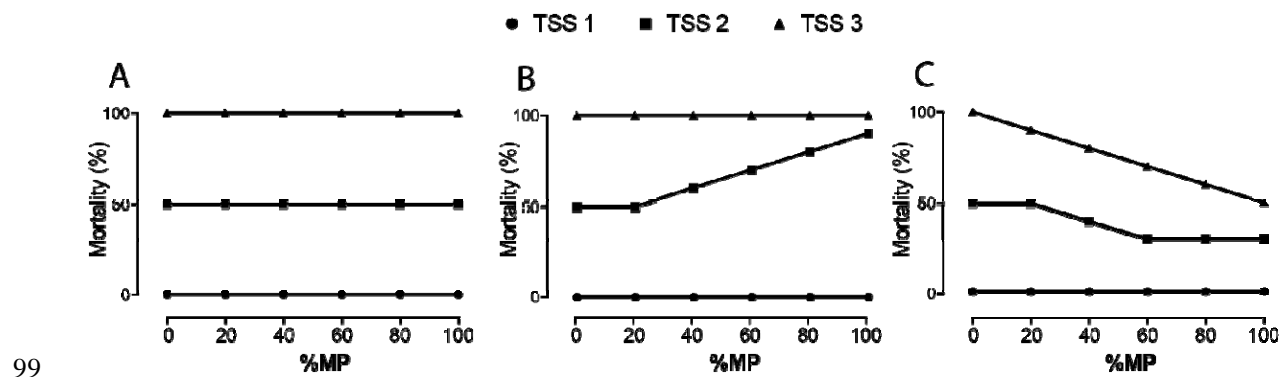 TSS 1 TSS 2 TSS 3
A B C
Mortality (%) Mortality (%) Mortality (%)
100 100 100
50 50 50
0 0 0
0 20 40 60 80 100 0 20 40 60 80 100 0 20 40 60 80 100
%MP %MP %MP
99